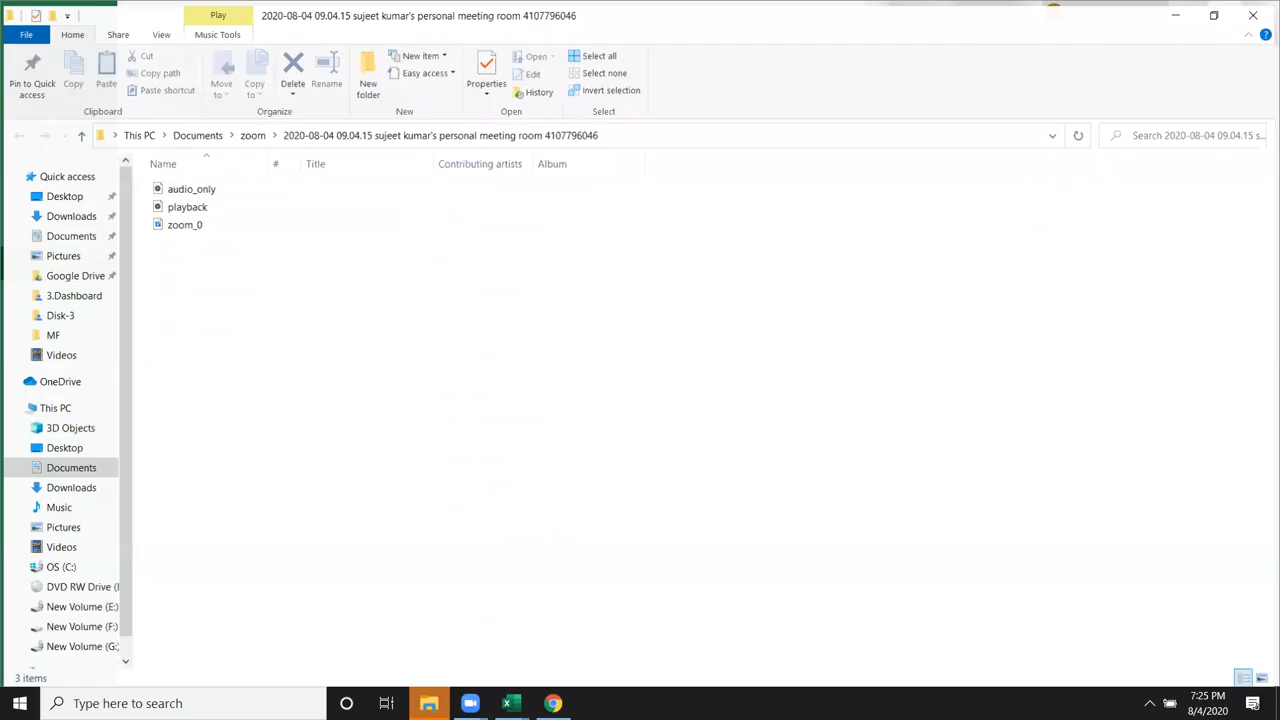 Play
2020-08-04 09.04.15 sujeet kumar's personal meeting room 4107796046
File
Home
Share
View
Music Tools
Pin to Quick access
Copy
Paste
Cut
Copy path
Paste shortcut
Clipboard
Move to
Copy to
Delete
Rename
Organize
New folder
New item
Easy access
New
Properties
Open
Edit
History
Open
Select all
Select none
Invert selection
Select
This PC
Documents
zoom
2020-08-04 09.04.15 sujeet kumar's personal meeting room 4107796046
Search 2020-08-04 09.04.15 s...
Name
#
Title
Contributing artists
Album
audio_only
playback
zoom_0
Quick access
Desktop
Downloads
Documents
Pictures
Google Drive
3.Dashboard
Disk-3
MF
Videos
OneDrive
This PC
3D Objects
Desktop
Documents
Downloads
Music
Pictures
Videos
OS (C:)
DVD RW Drive (
New Volume (E:)
New Volume (F:)
New Volume (G:
3 items
Type here to search
7:25 PM
8/4/2020